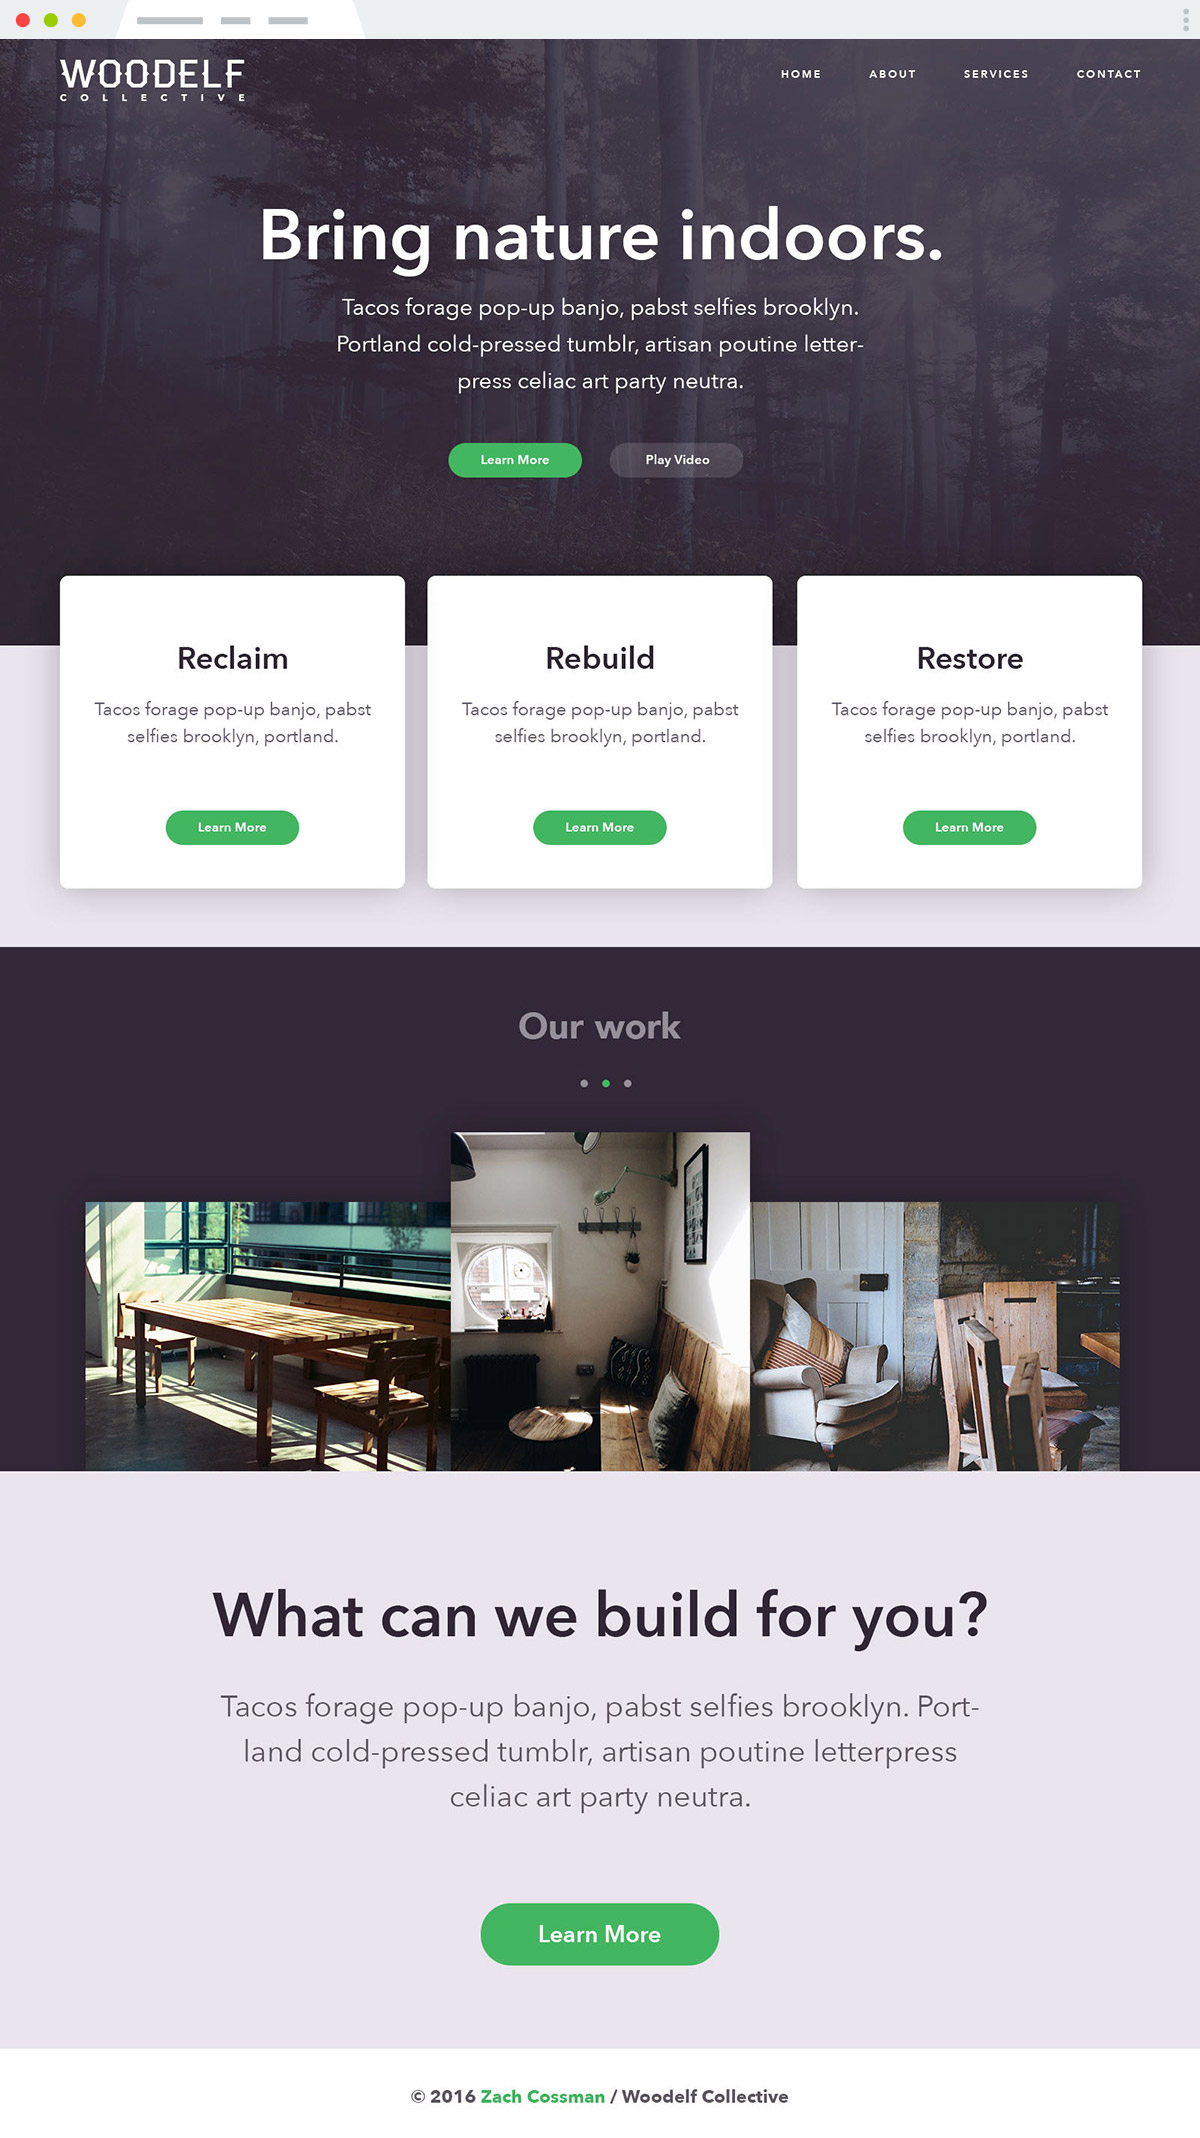 WOODELF
COLLECTIVE
HOME ABOUT SERVICES CONTACT
Bring nature indoors.
Tacos forage pop-up banjo, pabst selfies brooklyn.
Portland cold-pressed tumblr, artisan poutine letter-
press celiac art party neutra.
Learn More Play Video
Reclaim
Tacos forage pop-up banjo, pabst
selfies brooklyn, portland.
Learn More
Rebuild
Tacos forage pop-up banjo, pabst
selfies brooklyn, portland.
Learn More
Restore
Tacos forage pop-up banjo, pabst
selfies brooklyn, portland.
Learn More
Our work
What can we build for you?
Tacos forage pop-up banjo, pabst selfies brooklyn. Port-
land cold-pressed tumblr, artisan poutine letterpress
celiac art party neutra.
Learn More
© 2016 Zach Cossman / Woodelf Collective